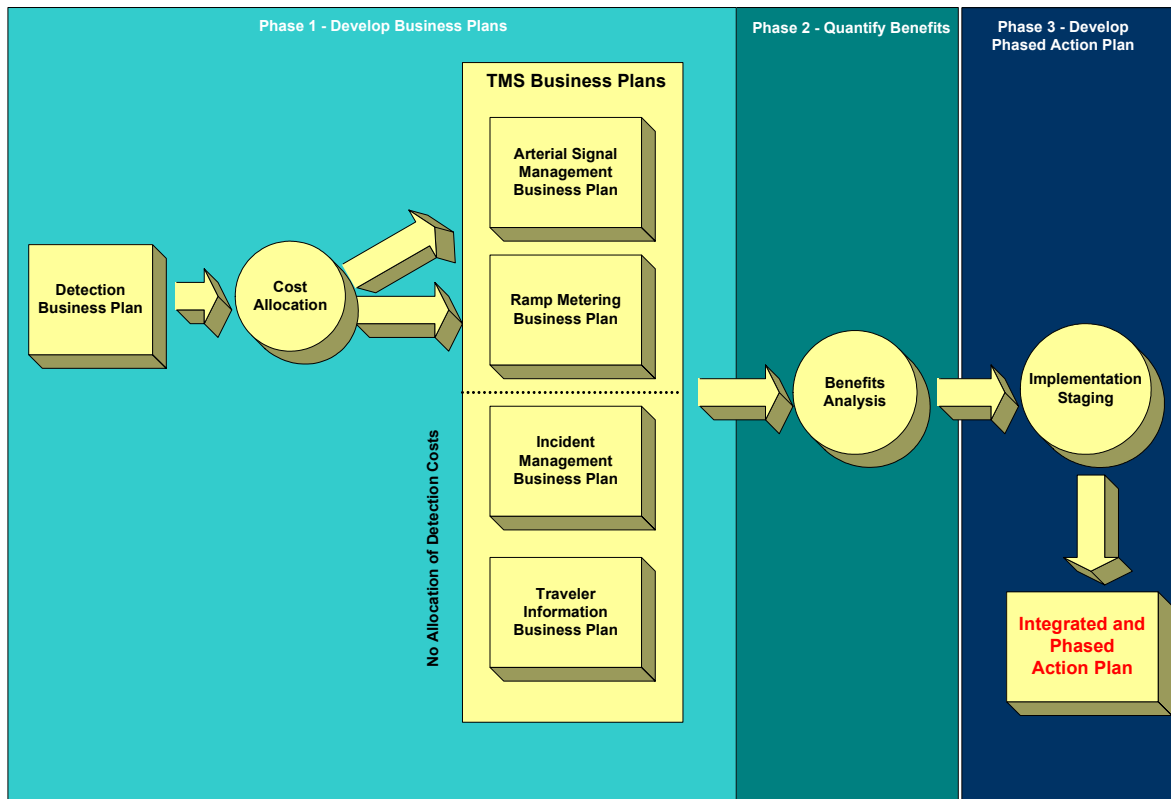 Phase 1 - Develop Business Plans
Phase 2 - Quantify Benefits
Phase 3 - Develop
Phased Action Plan
TMS Business Plans
Arterial Signal
Management
Business Plan
Detection
Business Plan
Cost
Allocation
Ramp Metering
Business Plan
Benefits
Analysis
Implementation
Staging
No Allocation of Detection Costs
Incident
Management
Business Plan
Traveler
Information
Business Plan
Integrated and
Phased
Action Plan